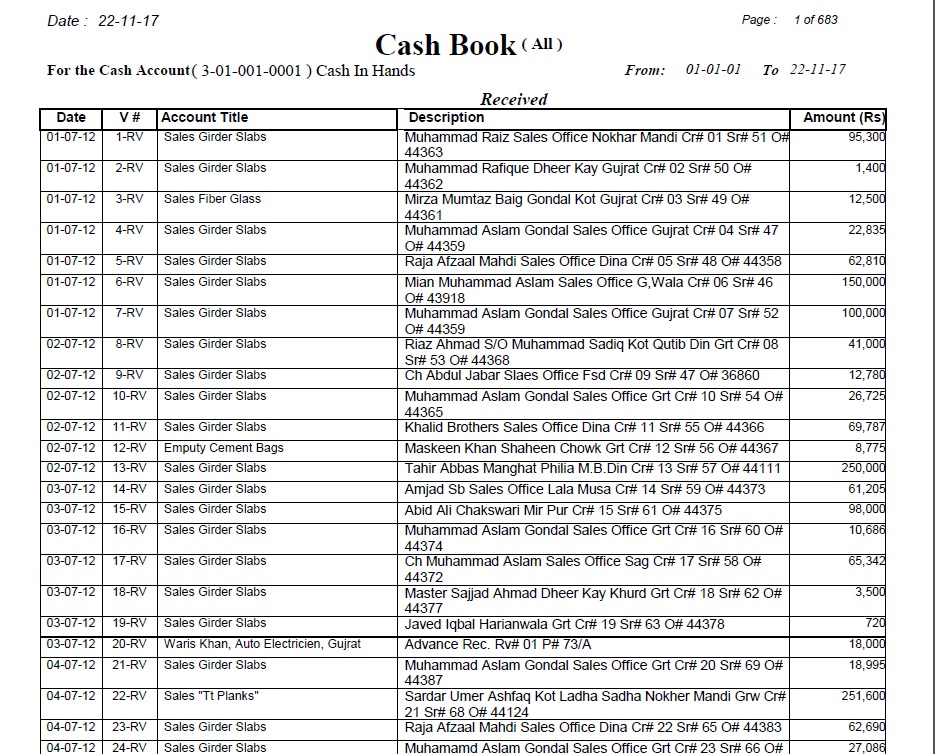 Date : 22-11-17 Page : 1 of 683
Cash Book ( All )
For the Cash Account( 3-01-001-0001 ) Cash In Hands From: 01-01-01 To 22-11-17
Received
Date V # Account Title Description Amount (Rs)
01-07-12 1-RV Sales Girder Slabs Muhammad Raiz Sales Office Nokhar Mandi Cr# 01 Sr# 51 O# 95,300
44363
01-07-12 2-RV Sales Girder Slabs Muhammad Rafique Dheer Kay Gujrat Cr# 02 Sr# 50 O# 1,400
44362
01-07-12 3-RV Sales Fiber Glass Mirza Mumtaz Baig Gondal Kot Gujrat Cr# 03 Sr# 49 O# 12,500
44361
01-07-12 4-RV Sales Girder Slabs Muhammad Aslam Gondal Sales Office Gujrat Cr# 04 Sr# 47 22,835
O# 44359
01-07-12 5-RV Sales Girder Slabs Raja Afzaal Mahdi Sales Office Dina Cr# 05 Sr# 48 O# 44358 62,810
01-07-12 6-RV Sales Girder Slabs Mian Muhammad Aslam Sales Office G,Wala Cr# 06 Sr# 46 150,000
O# 43918
01-07-12 7-RV Sales Girder Slabs Muhammad Aslam Gondal Sales Office Gujrat Cr# 07 Sr# 52 100,000
O# 44359
02-07-12 8-RV Sales Girder Slabs Riaz Ahmad S/O Muhammad Sadiq Kot Qutib Din Grt Cr# 08 41,000
Sr# 53 O# 44368
02-07-12 9-RV Sales Girder Slabs Ch Abdul Jabar Slaes Office Fsd Cr# 09 Sr# 47 O# 36860 12,780
02-07-12 10-RV Sales Girder Slabs Muhammad Aslam Gondal Sales Office Grt Cr# 10 Sr# 54 O# 26,725
44365
02-07-12 11-RV Sales Girder Slabs Khalid Brothers Sales Office Dina Cr# 11 Sr# 55 O# 44366 69,787
02-07-12 12-RV Emputy Cement Bags Maskeen Khan Shaheen Chowk Grt Cr# 12 Sr# 56 O# 44367 8,775
02-07-12 13-RV Sales Girder Slabs Tahir Abbas Manghat Philia M.B.Din Cr# 13 Sr# 57 O# 44111 250,000
03-07-12 14-RV Sales Girder Slabs Amjad Sb Sales Office Lala Musa Cr# 14 Sr# 59 O# 44373 61,205
03-07-12 15-RV Sales Girder Slabs Abid Ali Chakswari Mir Pur Cr# 15 Sr# 61 O# 44375 98,000
03-07-12 16-RV Sales Girder Slabs Muhammad Aslam Gondal Sales Office Grt Cr# 16 Sr# 60 O# 10,686
44374
03-07-12 17-RV Sales Girder Slabs Ch Muhammad Aslam Sales Office Sag Cr# 17 Sr# 58 O# 65,342
44372
03-07-12 18-RV Sales Girder Slabs Master Sajjad Ahmad Dheer Kay Khurd Grt Cr# 18 Sr# 62 O# 3,500
44377
03-07-12 19-RV Sales Girder Slabs Javed Iqbal Harianwala Grt Cr# 19 Sr# 63 O# 44378 720
03-07-12 20-RV Waris Khan, Auto Electricien, Gujrat Advance Rec. Rv# 01 P# 73/A 18,000
04-07-12 21-RV Sales Girder Slabs Muhammad Aslam Gondal Sales Office Grt Cr# 20 Sr# 69 O# 18,995
44387
04-07-12 22-RV Sales "Tt Planks" Sardar Umer Ashfaq Kot Ladha Sadha Nokher Mandi Grw Cr# 251,600
21 Sr# 68 O# 44124
04-07-12 23-RV Sales Girder Slabs Raja Afzaal Mahdi Sales Office Dina Cr# 22 Sr# 65 O# 44383 62,690
04-07-12 24-RV Sales Girder Slabs Muhamamd Aslam Gondal Sales Office Grt Cr# 23 Sr# 66 O# 27,086